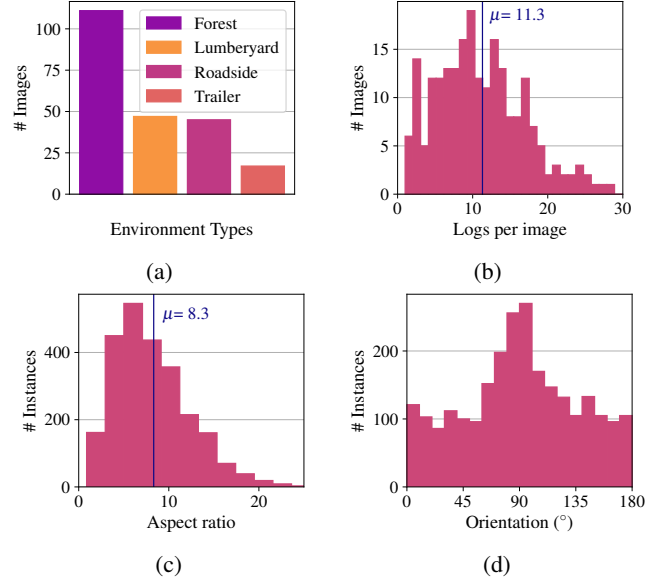 # Images
100
75
50
25
0
Forest
Lumberyard
Roadside
Trailer
Environment Types
(a)
# Images
15
10
5
0
μ = 11.3
0 10 20 30
Logs per image
(b)
# Instances
400
200
0
μ= 8.3
0 10 20
Aspect ratio
(c)
# Instances
200
100
0
0 45 90 135 180
Orientation (°)
(d)